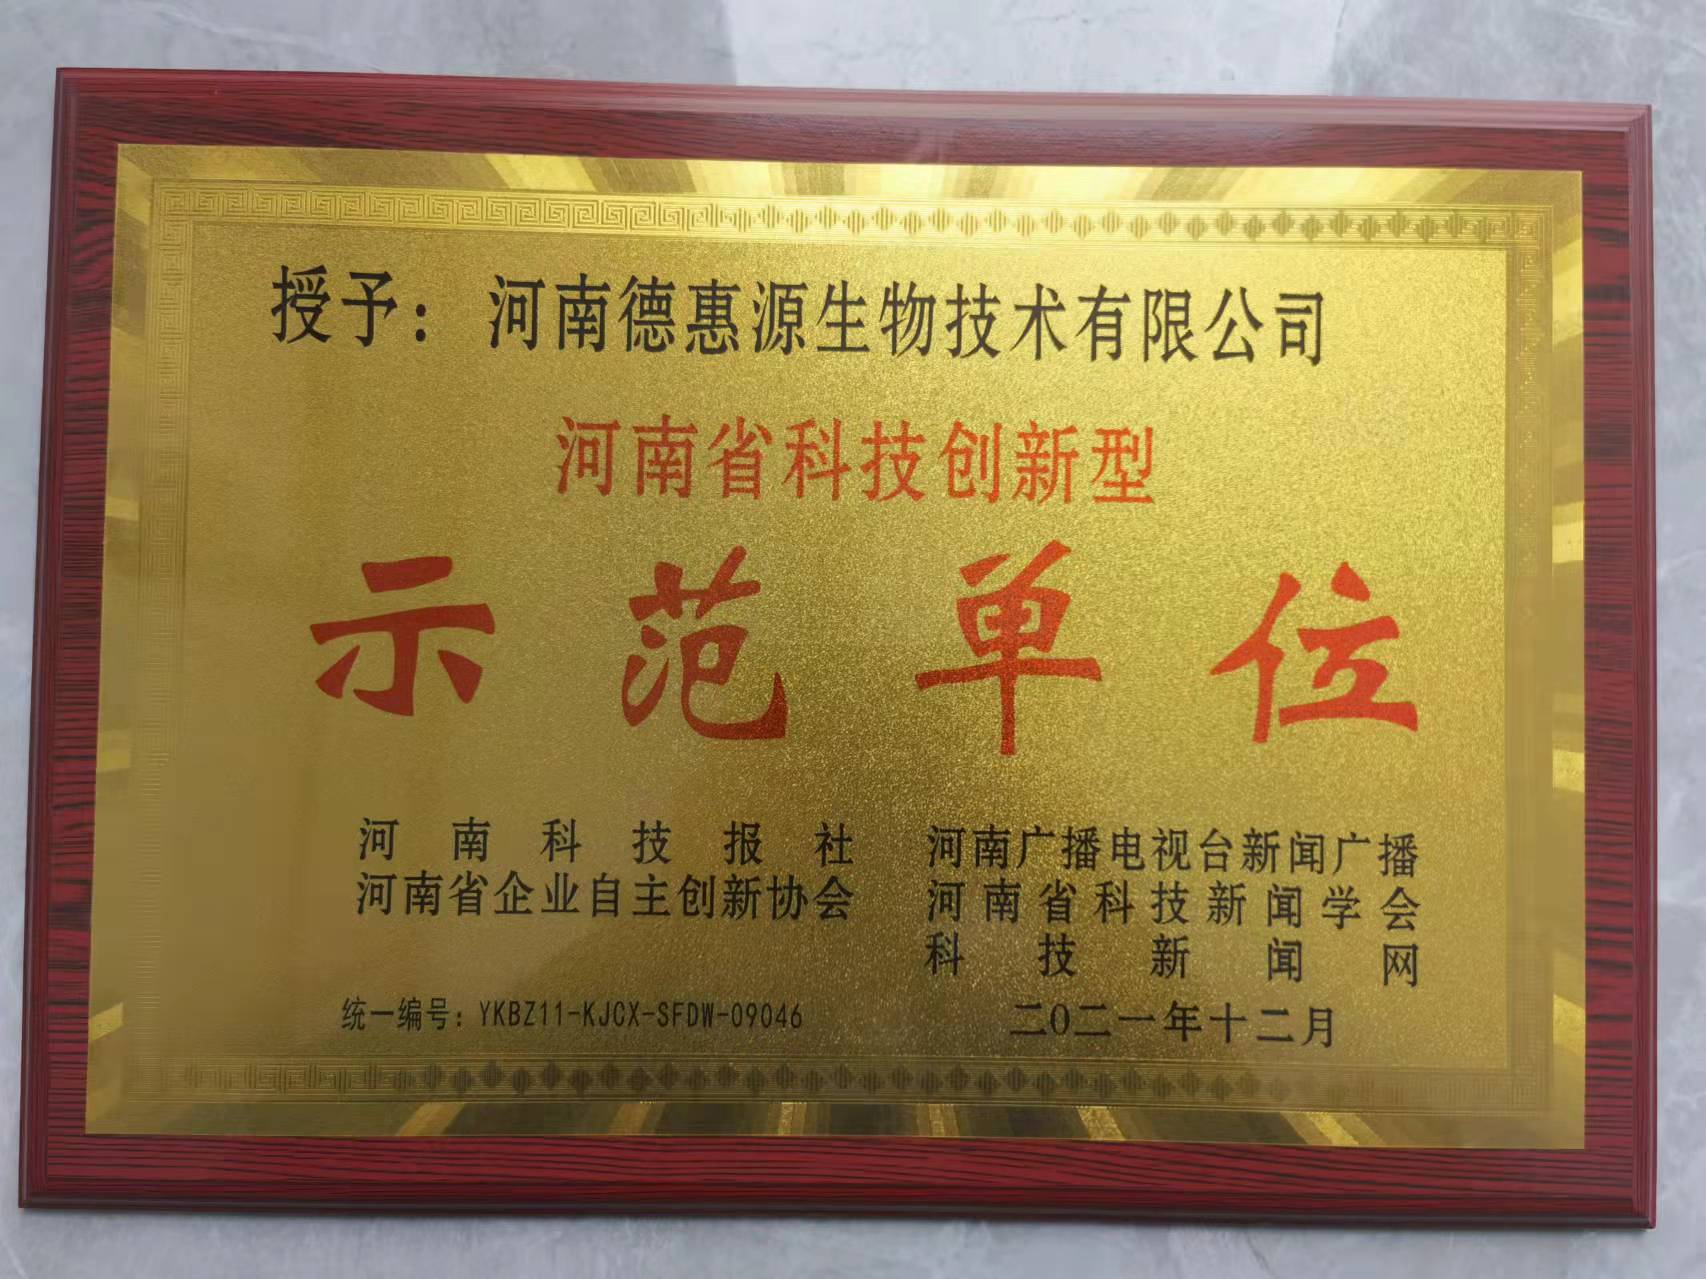 授予：河南德惠源生物技术有限公司
河南省科技创新型
示范单位
河南科技报社
河南省企业自主创新协会
河南广播电视台新闻广播
河南省科技新闻学会
科技新闻网
统一编号：YKBZ11-KJCX-SFDW-09046
二〇二一年十二月